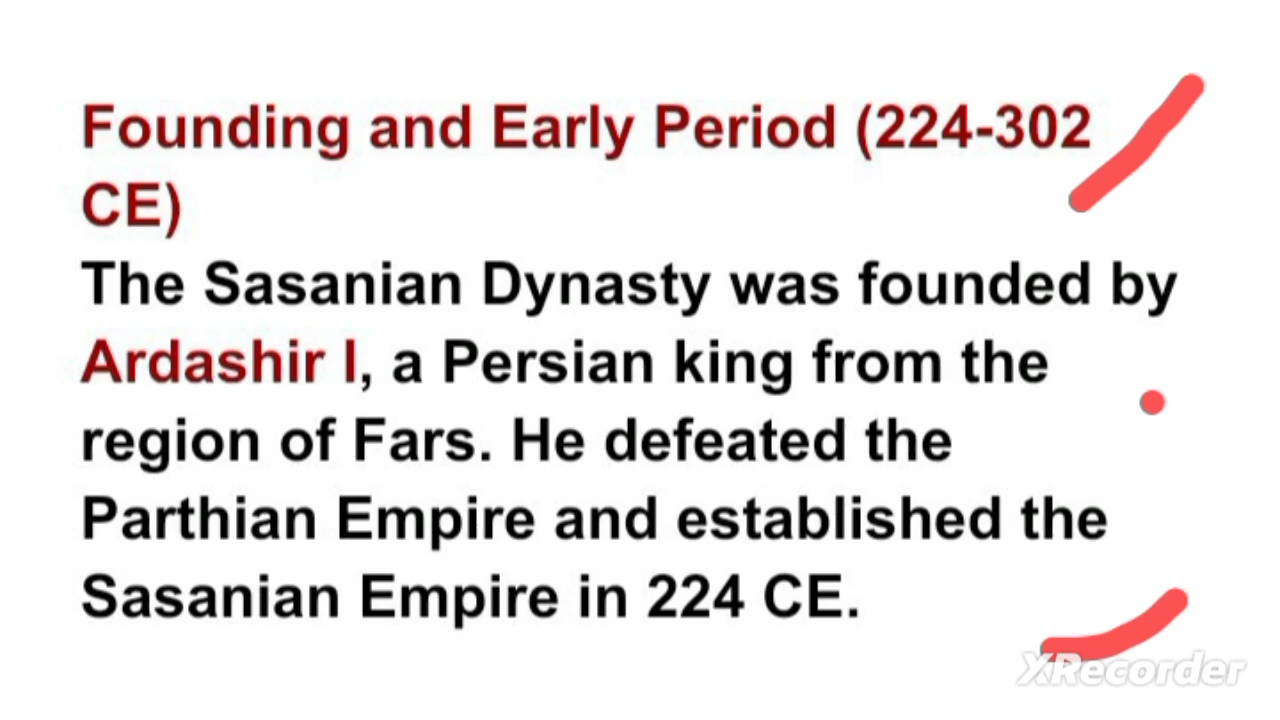 Founding and Early Period (224-302
CE)
The Sasanian Dynasty was founded by
Ardashir I, a Persian king from the
region of Fars. He defeated the
Parthian Empire and established the
Sasanian Empire in 224 CE.
XRecorder